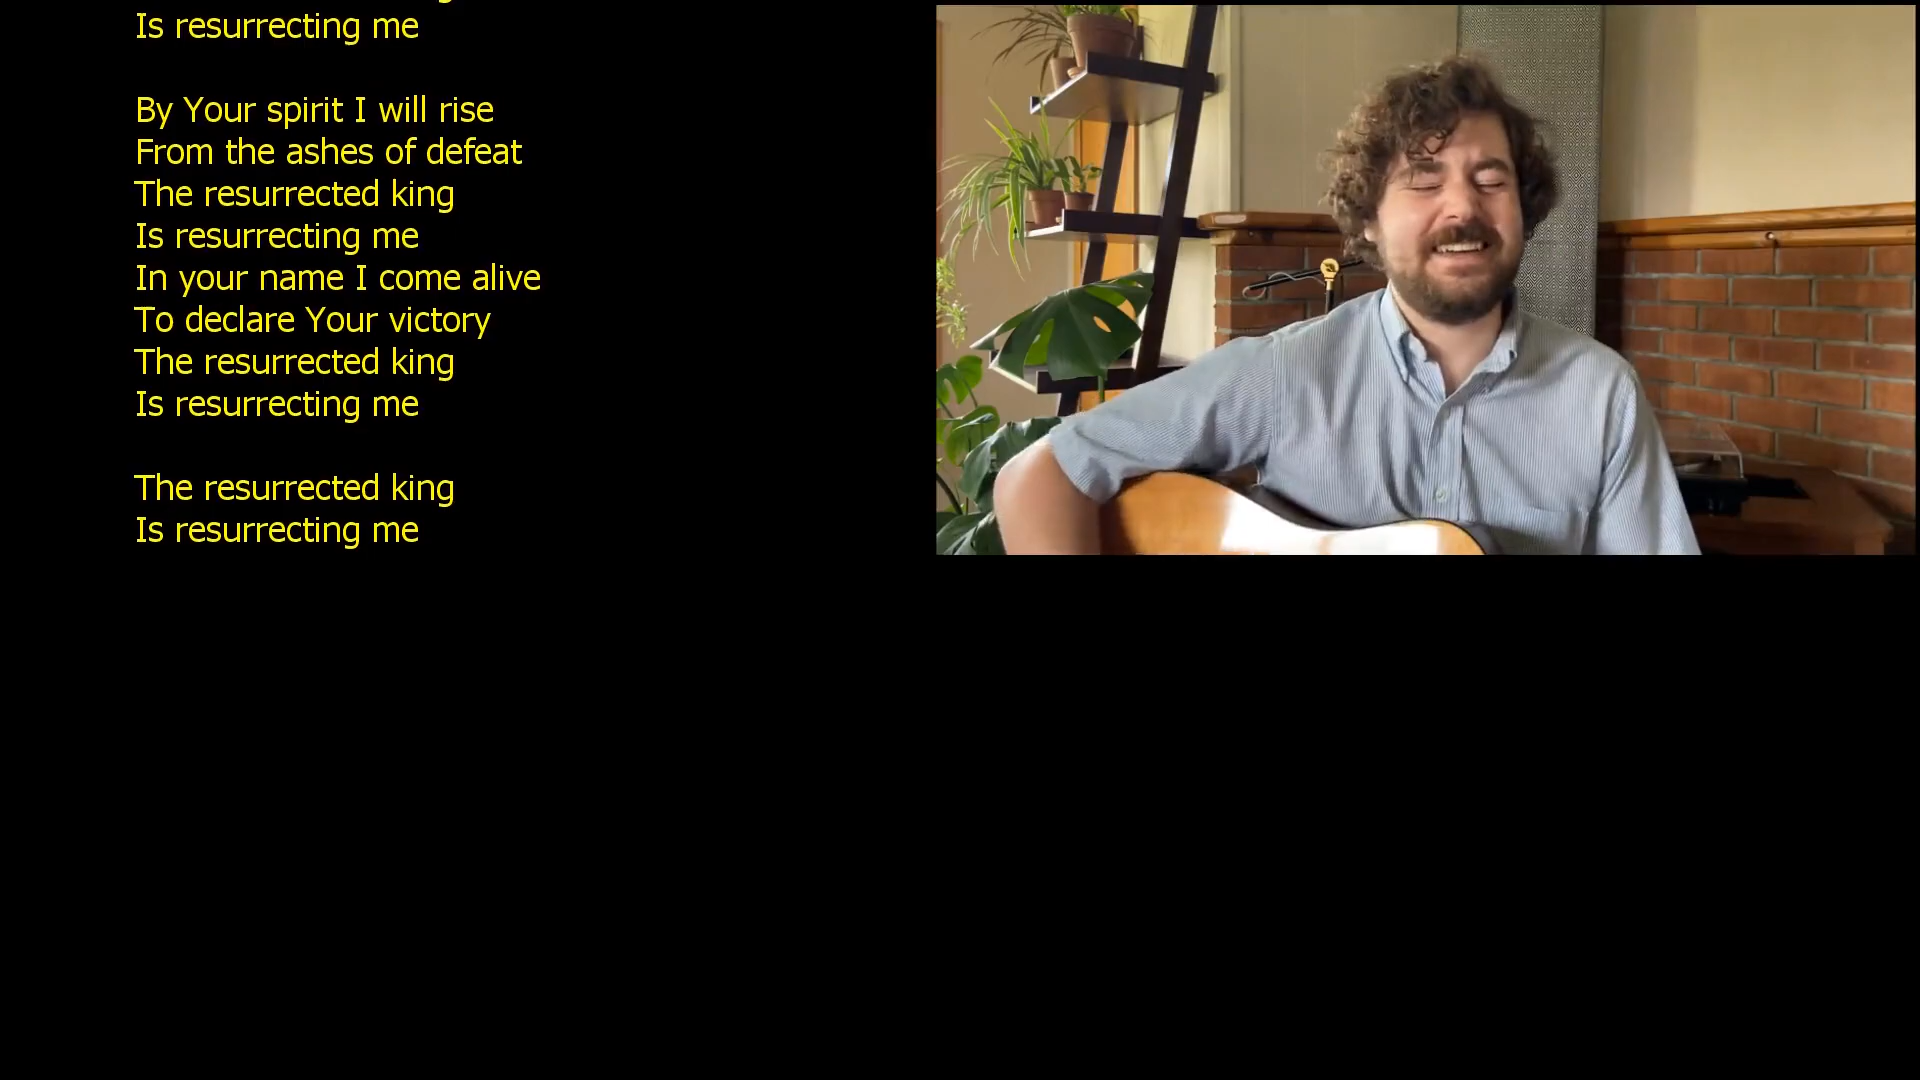 Is resurrecting me
By Your spirit I will rise
From the ashes of defeat
The resurrected king
Is resurrecting me
In your name I come alive
To declare Your victory
The resurrected king
Is resurrecting me
The resurrected king
Is resurrecting me